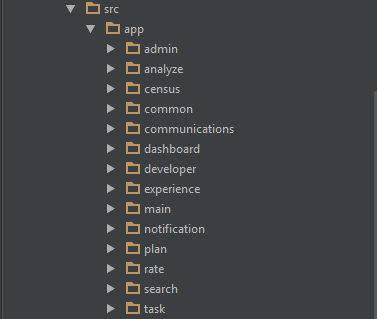 src
app
admin
analyze
census
common
communications
dashboard
developer
experience
main
notification
plan
rate
search
task